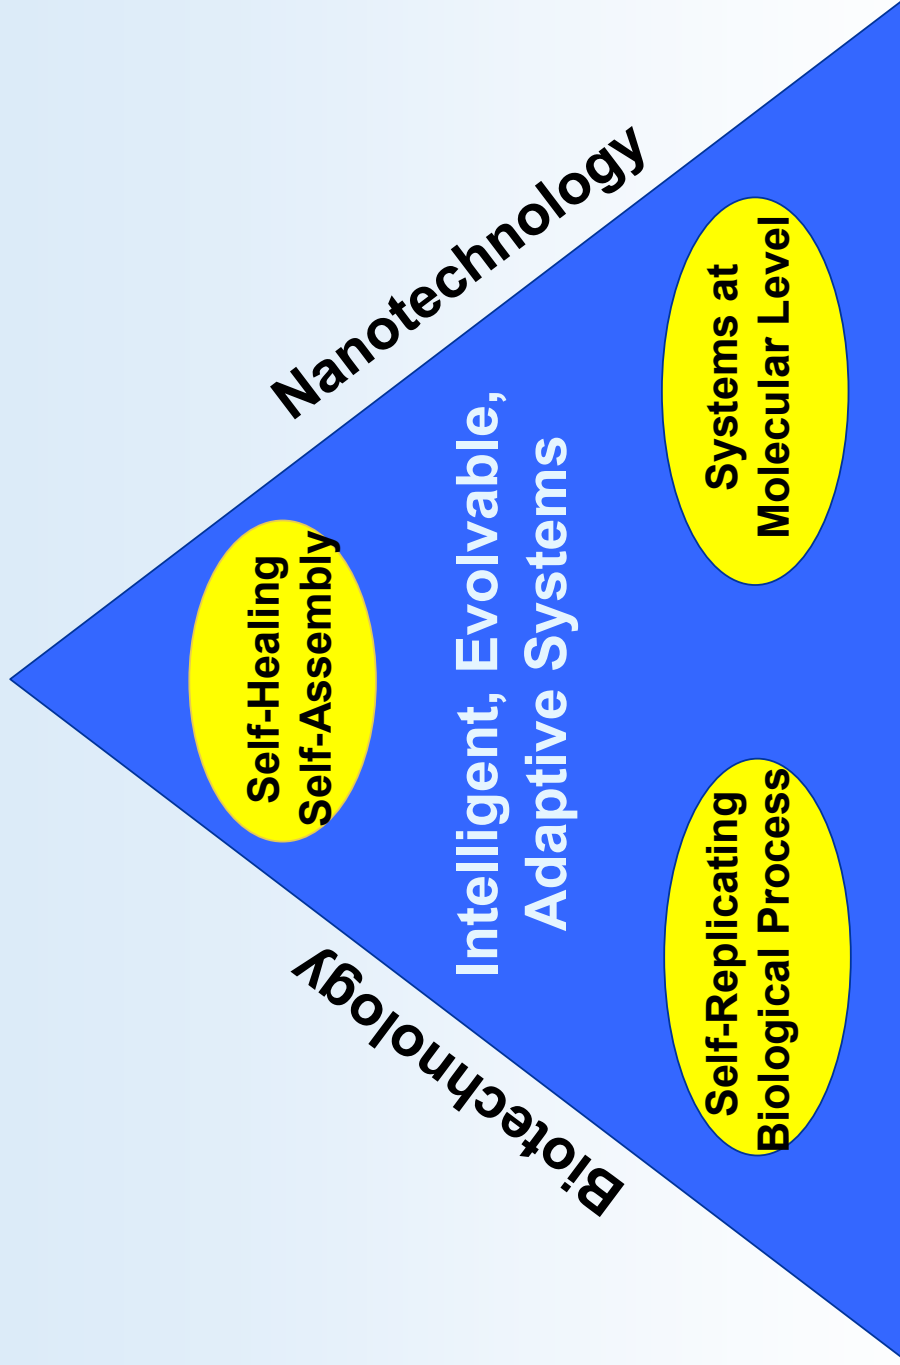 Biotechnology
Nanotechnology
Self-Healing
Self-Assembly
Intelligent, Evolvable,
Adaptive Systems
Self-Replicating
Biological Process
Systems at
Molecular Level